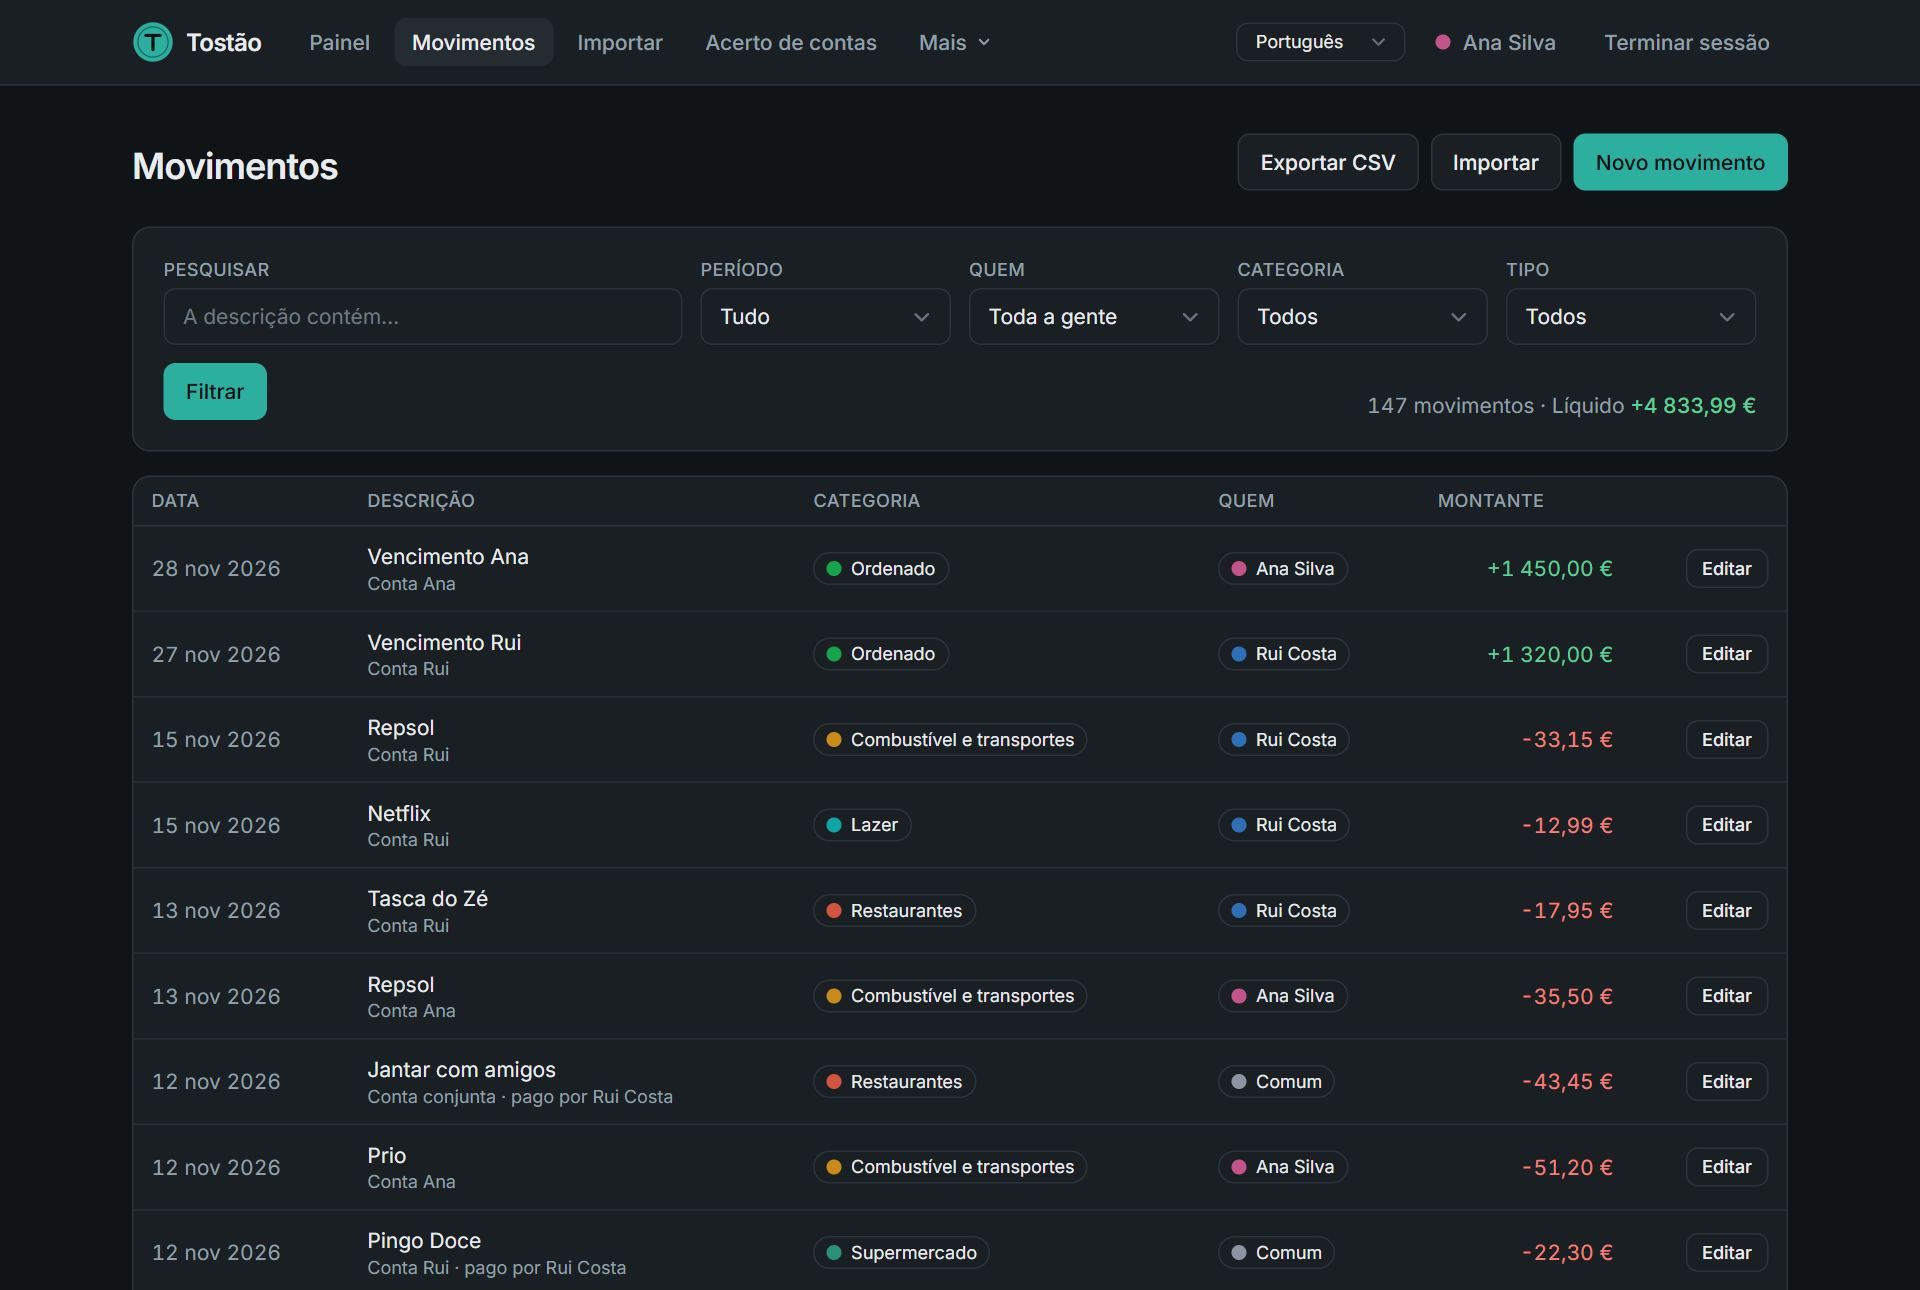 Tostão
Painel
Movimentos
Importar
Acerto de contas
Mais
Português
Ana Silva
Terminar sessão
Movimentos
Exportar CSV
Importar
Novo movimento
PESQUISAR
PERÍODO
QUEM
CATEGORIA
TIPO
A descrição contém...
Tudo
Toda a gente
Todos
Todos
Filtrar
147 movimentos · Líquido +4 833,99 €
DATA
DESCRIÇÃO
CATEGORIA
QUEM
MONTANTE
28 nov 2026
Vencimento Ana
Conta Ana
Ordenado
Ana Silva
+1 450,00 €
Editar
27 nov 2026
Vencimento Rui
Conta Rui
Ordenado
Rui Costa
+1 320,00 €
Editar
15 nov 2026
Repsol
Conta Rui
Combustível e transportes
Rui Costa
-33,15 €
Editar
15 nov 2026
Netflix
Conta Rui
Lazer
Rui Costa
-12,99 €
Editar
13 nov 2026
Tasca do Zé
Conta Rui
Restaurantes
Rui Costa
-17,95 €
Editar
13 nov 2026
Repsol
Conta Ana
Combustível e transportes
Ana Silva
-35,50 €
Editar
12 nov 2026
Jantar com amigos
Conta conjunta · pago por Rui Costa
Restaurantes
Comum
-43,45 €
Editar
12 nov 2026
Prio
Conta Ana
Combustível e transportes
Ana Silva
-51,20 €
Editar
12 nov 2026
Pingo Doce
Conta Rui · pago por Rui Costa
Supermercado
Comum
-22,30 €
Editar